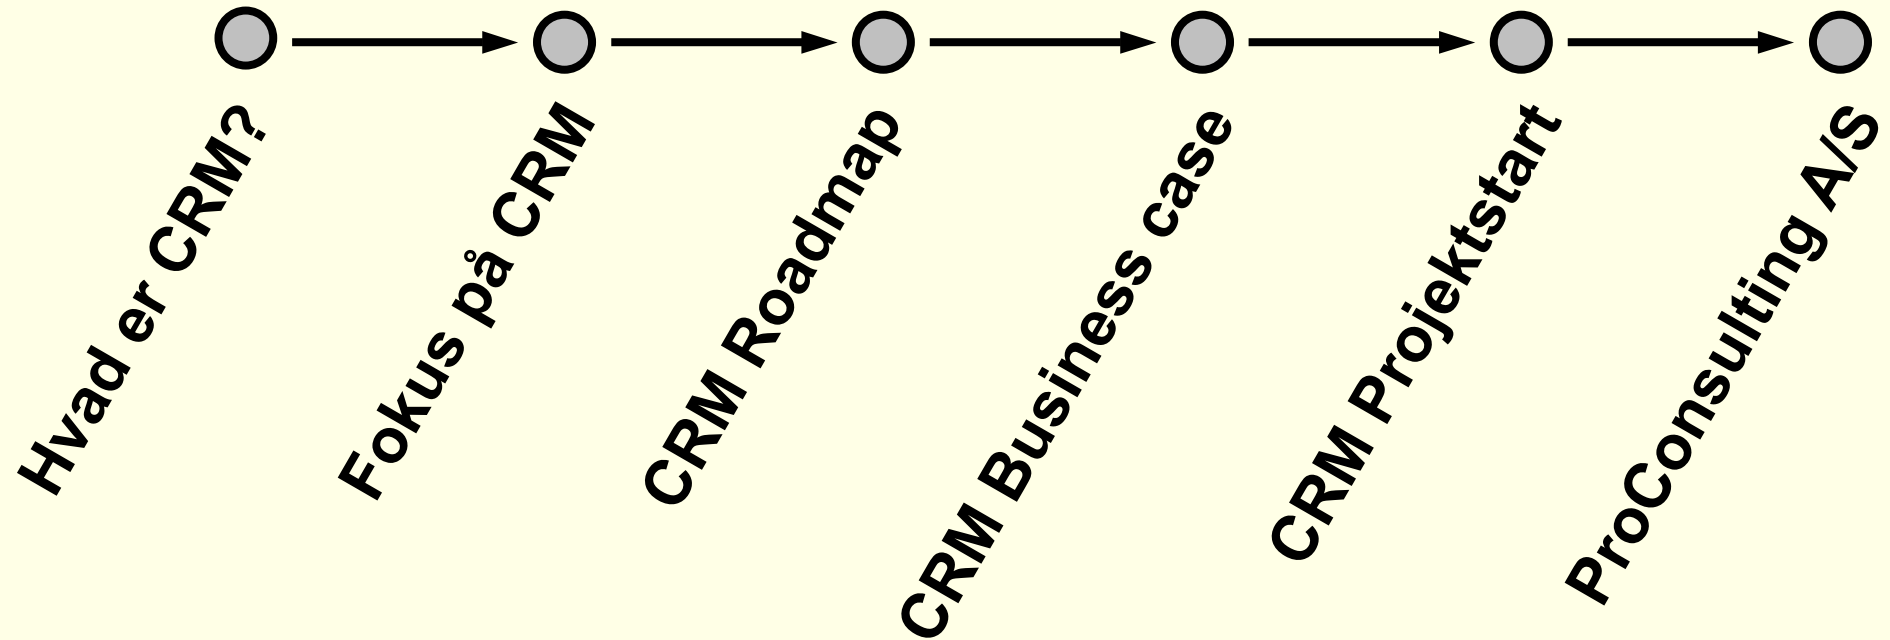 Hvad er CRM?
Fokus på CRM
CRM Roadmap
CRM Business case
CRM Projektstart
ProConsulting A/S